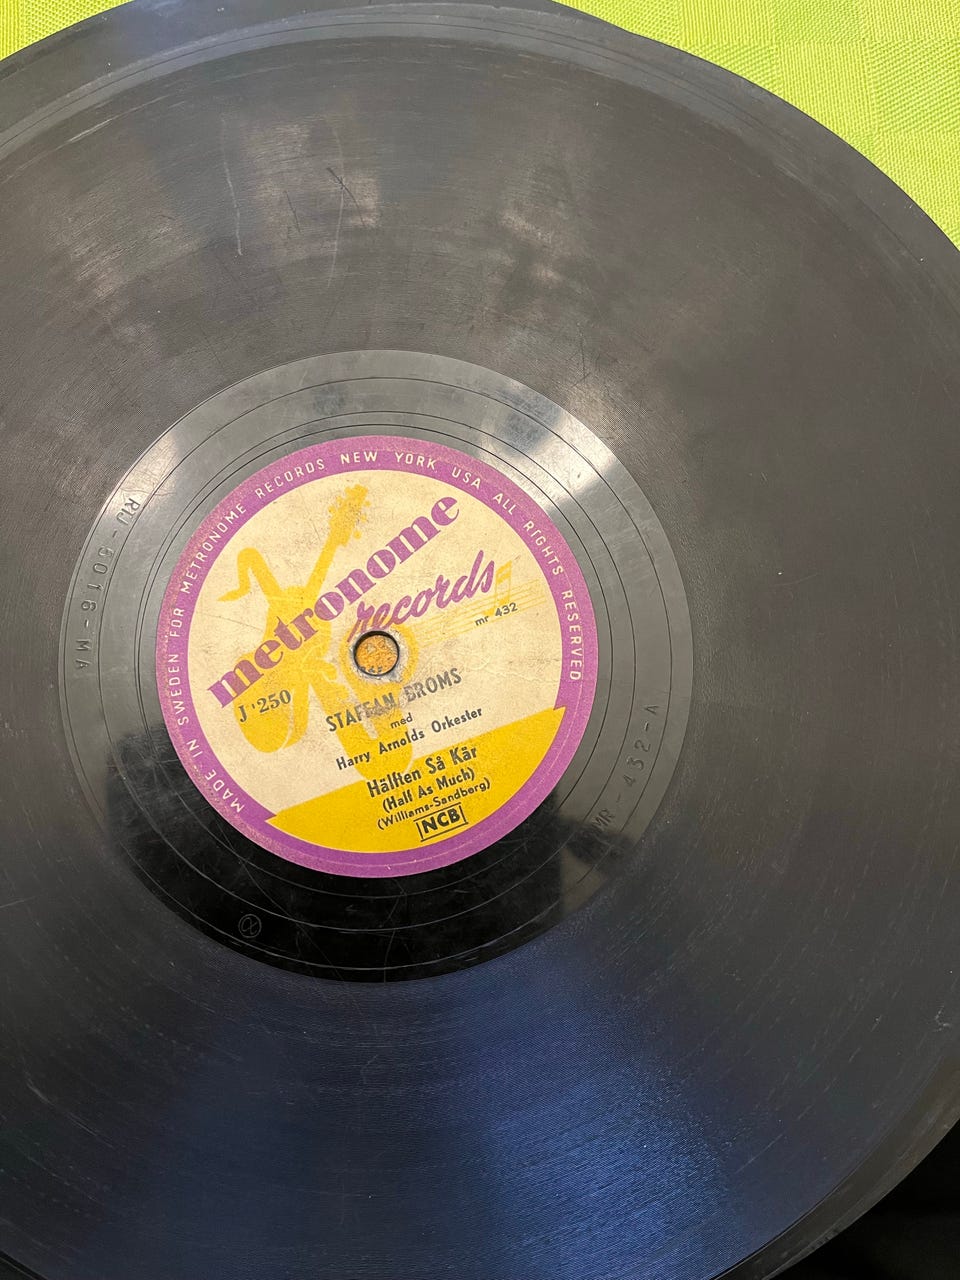 MADE IN SWEDEN FOR METRONOME RECORDS NEW YORK USA ALL RIGHTS RESERVED
metronome
records
mr 432
J 250
STAFFAN BROMS
med
Harry Arnolds Orkester
Hälften Så Kär
(Half As Much)
(Williams-Sandberg)
NCB
MR-432-A